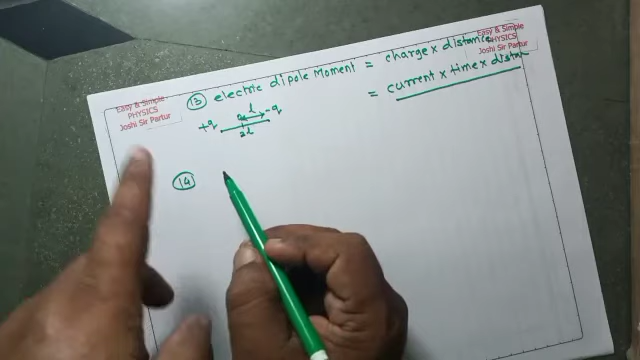 Easy & Simple
PHYSICS
Joshi Sir Partur
Easy & Simple
PHYSICS
Joshi Sir Partur
13 electric dipole Moment = charge x distance
= current x time x
+q l -q
2l
14